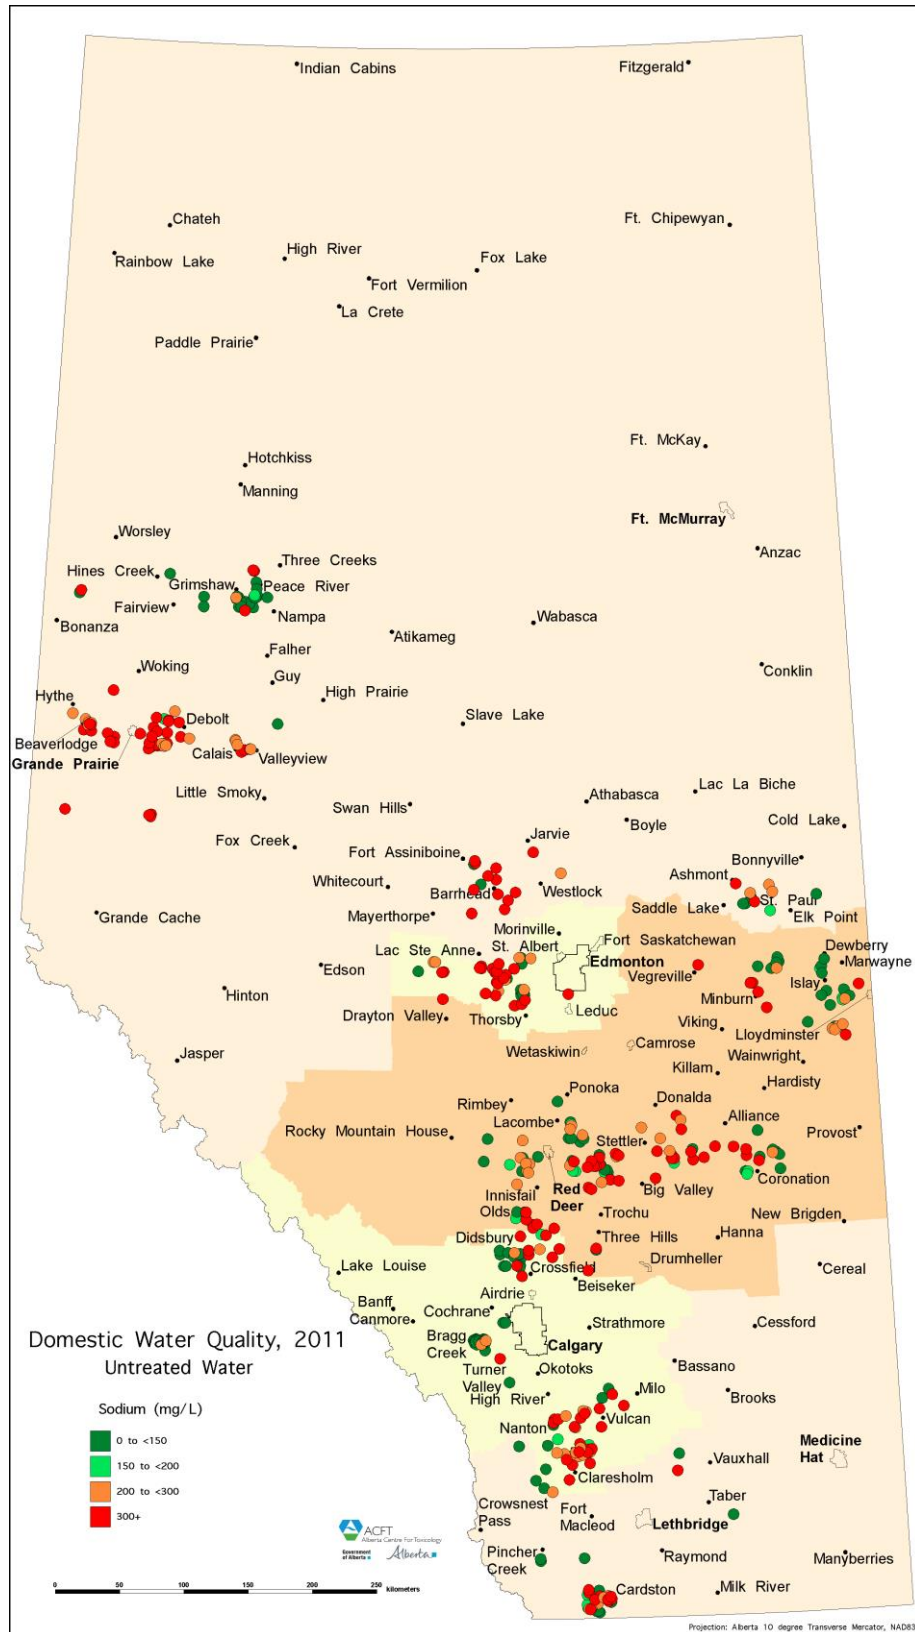 Indian Cabins
Fitzgerald
Chateh
Ft. Chipewyan
Rainbow Lake
High River
Fox Lake
Fort Vermilion
La Crete
Paddle Prairie
Ft. McKay
Hotchkiss
Manning
Ft. McMurray
Worsley
Anzac
Hines Creek
Three Creeks
Grimshaw
Peace River
Fairview
Nampa
Bonanza
Wabasca
Atikameg
Falher
Woking
Conklin
Guy
Hythe
High Prairie
Slave Lake
Debolt
Beaverlodge
Calais
Valleyview
Grande Prairie
Little Smoky
Lac La Biche
Swan Hills
Athabasca
Boyle
Cold Lake
Fox Creek
Jarvie
Fort Assiniboine
Bonnyville
Ashmont
Whitecourt
Barrhead
Westlock
St. Paul
Saddle Lake
Elk Point
Grande Cache
Mayerthorpe
Morinville
Lac Ste Anne
St. Albert
Fort Saskatchewan
Dewberry
Edmonton
Marwayne
Edson
Vegreville
Islay
Hinton
Minburn
Leduc
Drayton Valley
Thorsby
Viking
Lloydminster
Wetaskiwin
Camrose
Wainwright
Jasper
Killam
Hardisty
Ponoka
Rimbey
Donalda
Lacombe
Alliance
Rocky Mountain House
Stettler
Provost
Red
Deer
Big Valley
Coronation
Innisfail
Olds
Trochu
New Brigden
Didsbury
Three Hills
Hanna
Drumheller
Lake Louise
Crossfield
Cereal
Beiseker
Airdrie
Banff
Cochrane
Canmore
Strathmore
Cessford
Bragg
Creek
Calgary
Turner
Valley
Okotoks
Bassano
High River
Milo
Brooks
Nanton
Vulcan
Medicine
Hat
Vauxhall
Claresholm
Taber
Crowsnest
Pass
Fort
Macleod
Lethbridge
Pincher
Creek
Raymond
Manyberries
Cardston
Milk River
Domestic Water Quality, 2011
Untreated Water
Sodium (mg/L)
0 to <150
150 to <200
200 to <300
300+
ACFT
Alberta Centre For Toxicology
Government
of Alberta
Alberta
0 50 100 150 200 250 kilometers
Projection: Alberta 10 degree Transverse Mercator, NAD83